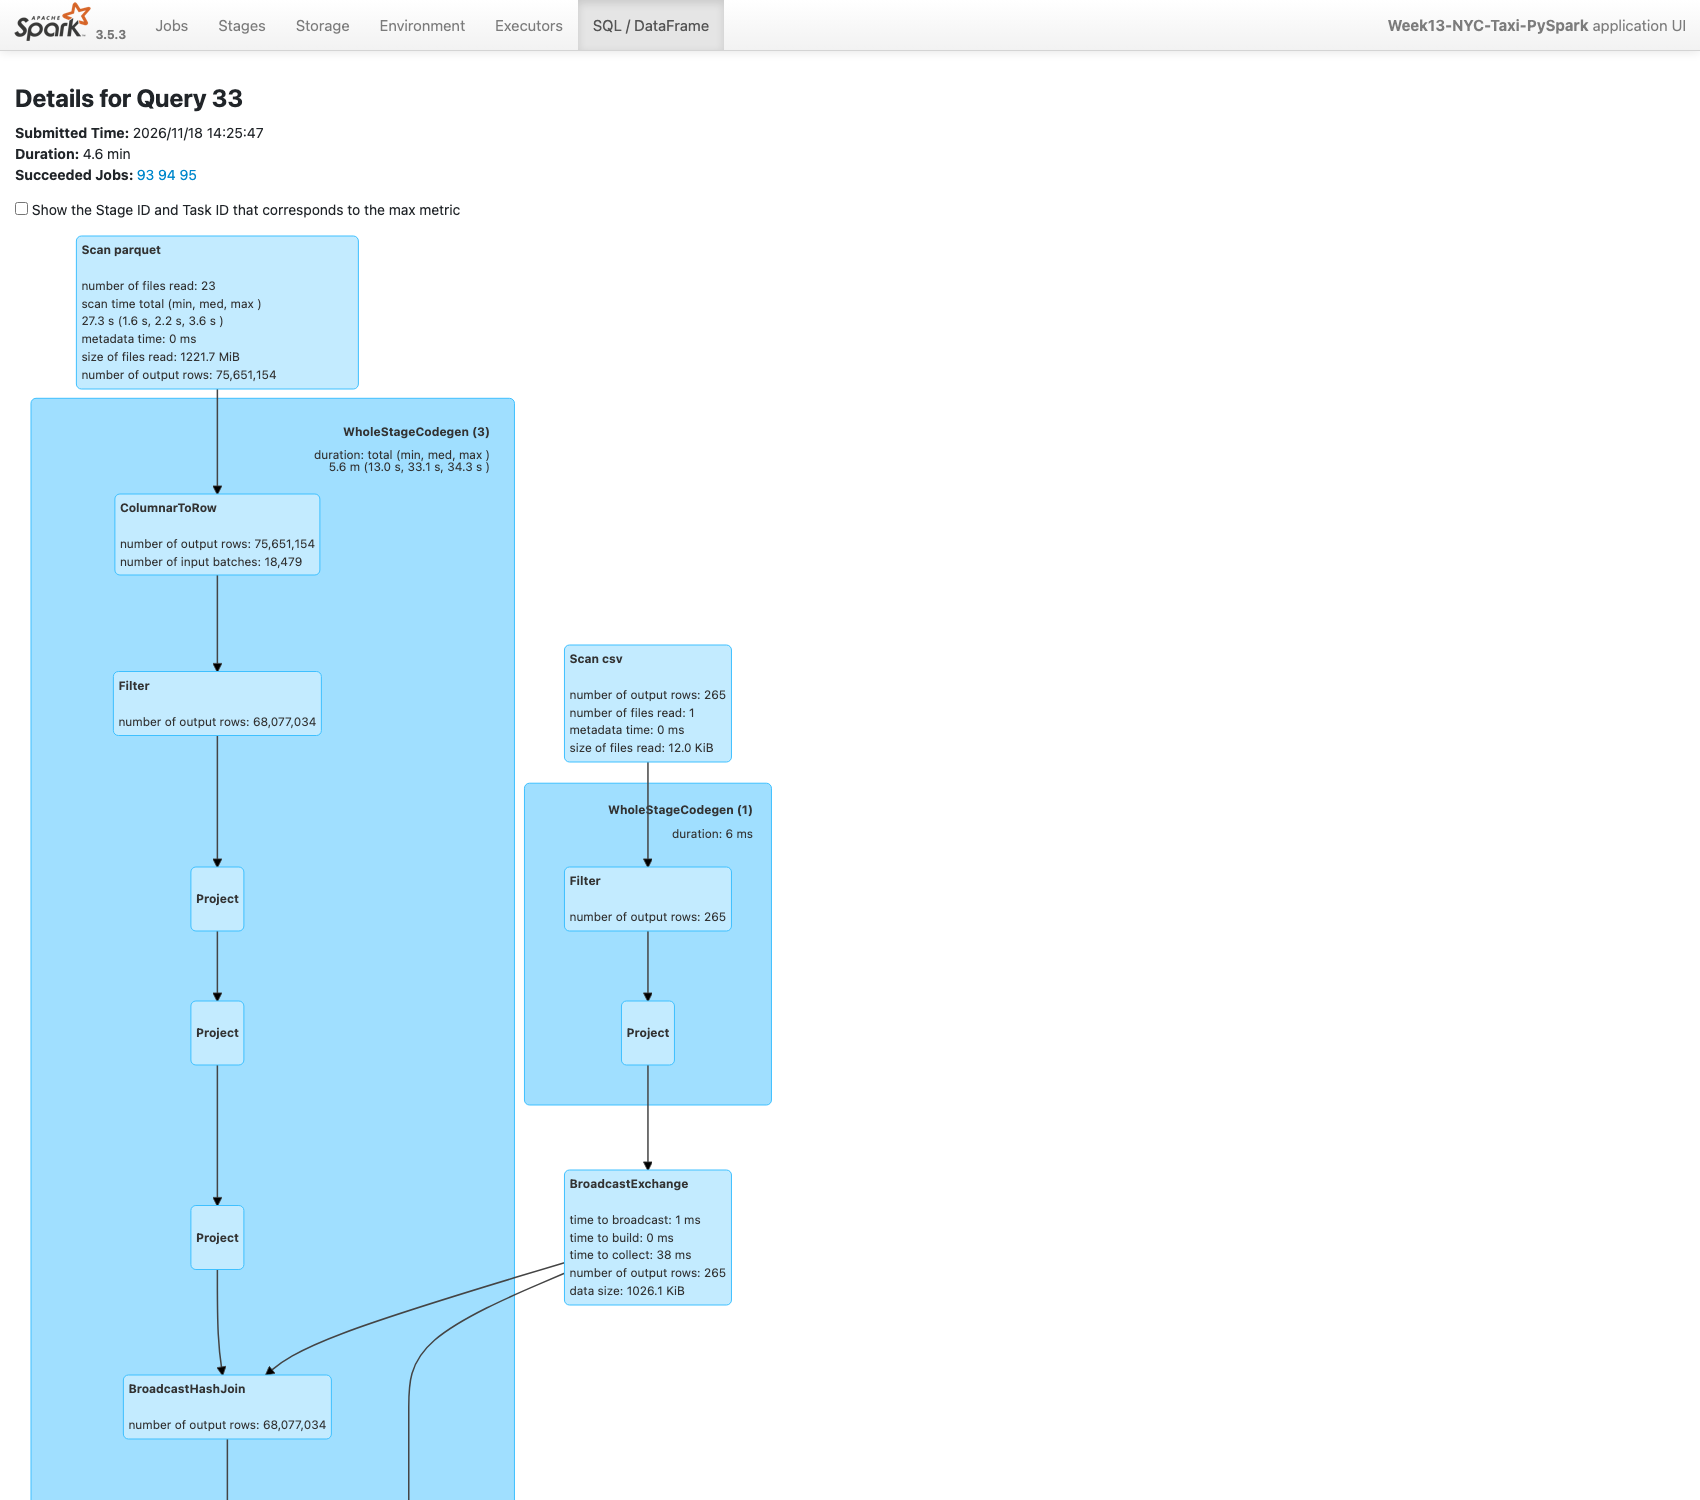 APACHE
Spark 3.5.3 Jobs Stages Storage Environment Executors SQL / DataFrame Week13-NYC-Taxi-PySpark application UI
Details for Query 33
Submitted Time: 2026/11/18 14:25:47
Duration: 4.6 min
Succeeded Jobs: 93 94 95
Show the Stage ID and Task ID that corresponds to the max metric
Scan parquet
number of files read: 23
scan time total (min, med, max )
27.3 s (1.6 s, 2.2 s, 3.6 s )
metadata time: 0 ms
size of files read: 1221.7 MiB
number of output rows: 75,651,154
WholeStageCodegen (3)
duration: total (min, med, max )
5.6 m (13.0 s, 33.1 s, 34.3 s )
ColumnarToRow
number of output rows: 75,651,154
number of input batches: 18,479
Filter
number of output rows: 68,077,034
Project
Project
Project
BroadcastHashJoin
number of output rows: 68,077,034
Scan csv
number of output rows: 265
number of files read: 1
metadata time: 0 ms
size of files read: 12.0 KiB
WholeStageCodegen (1)
duration: 6 ms
Filter
number of output rows: 265
Project
BroadcastExchange
time to broadcast: 1 ms
time to build: 0 ms
time to collect: 38 ms
number of output rows: 265
data size: 1026.1 KiB